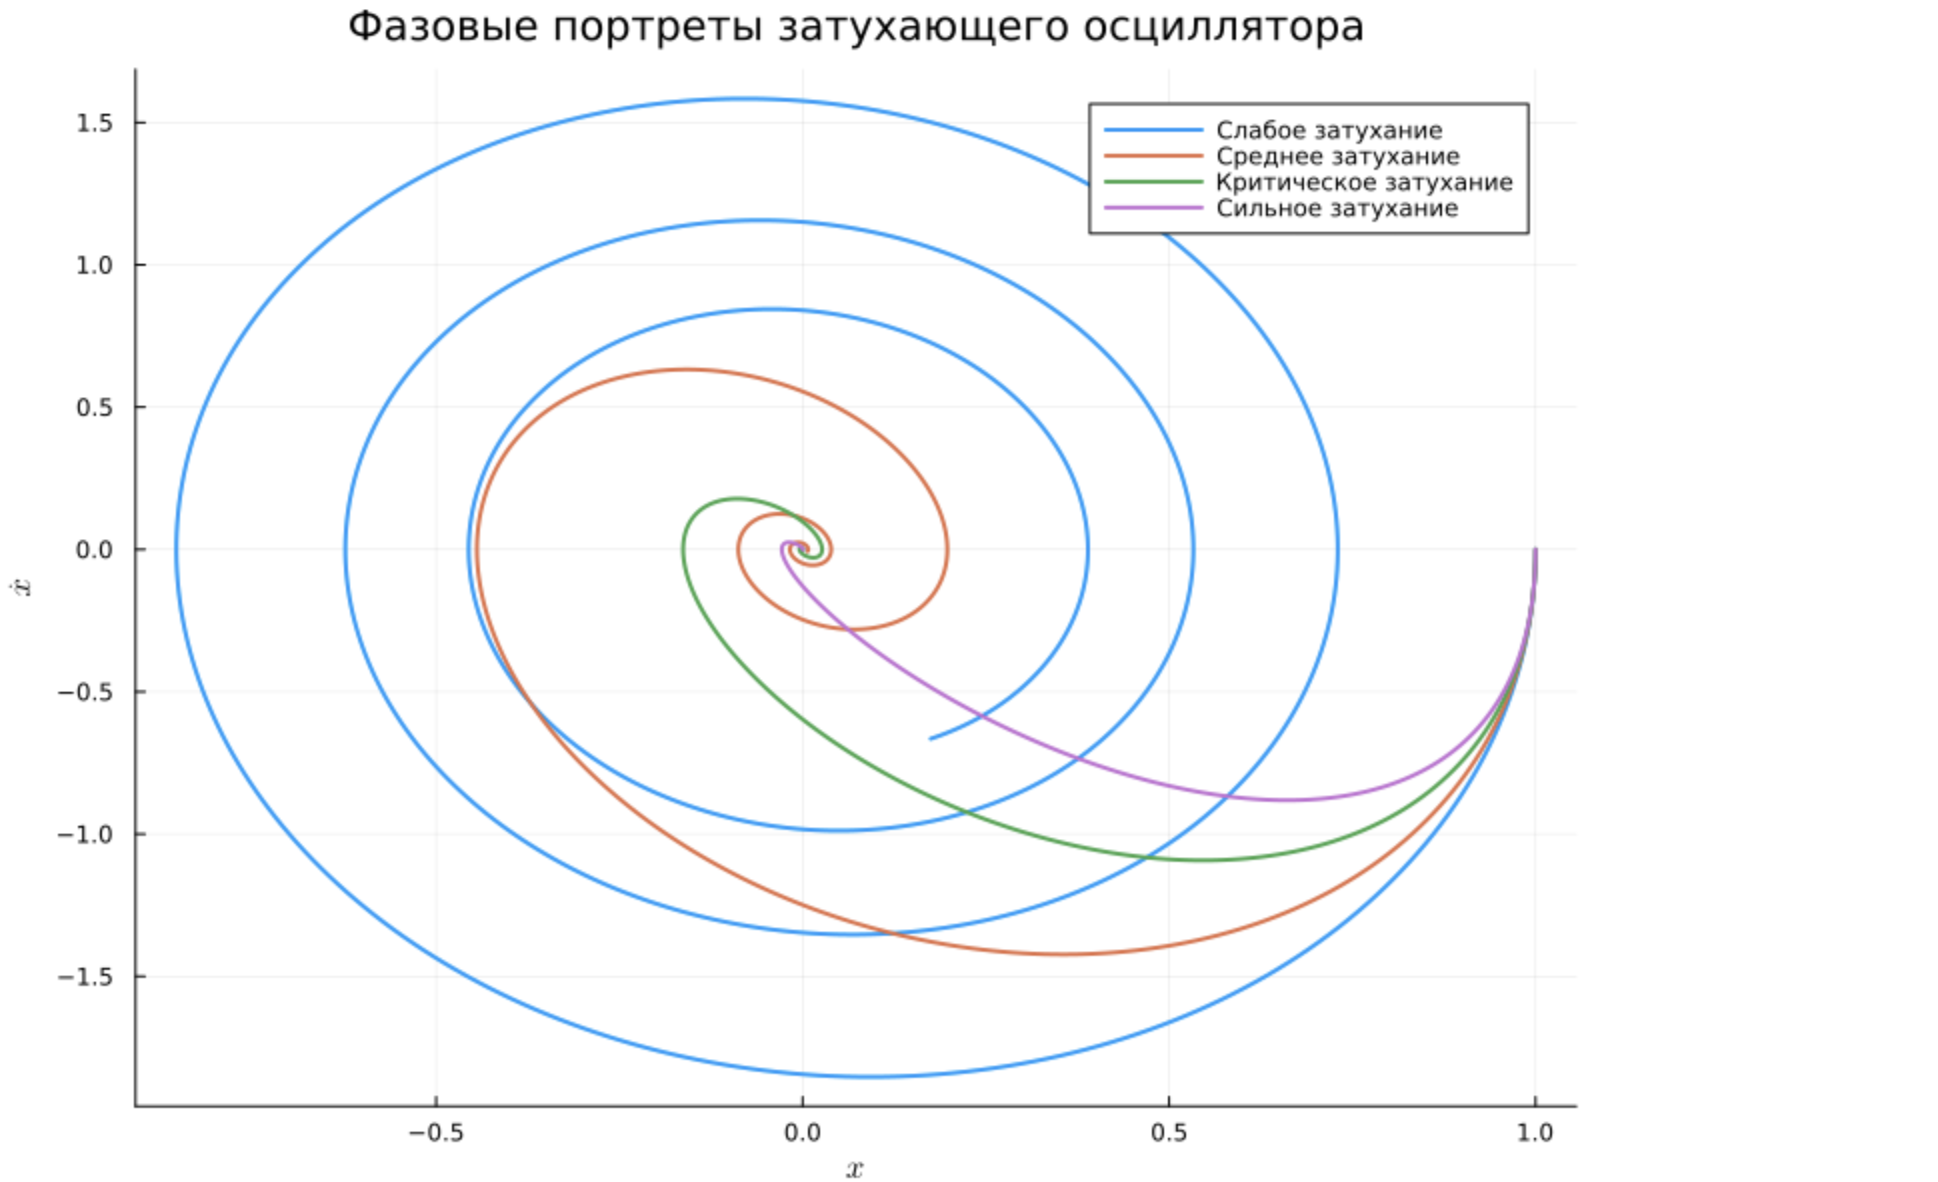 Фазовые портреты затухающего осциллятора
Слабое затухание
Среднее затухание
Критическое затухание
Сильное затухание
1.5
1.0
0.5
0.0
−0.5
−1.0
−1.5
ẋ
−0.5 0.0 0.5 1.0
x